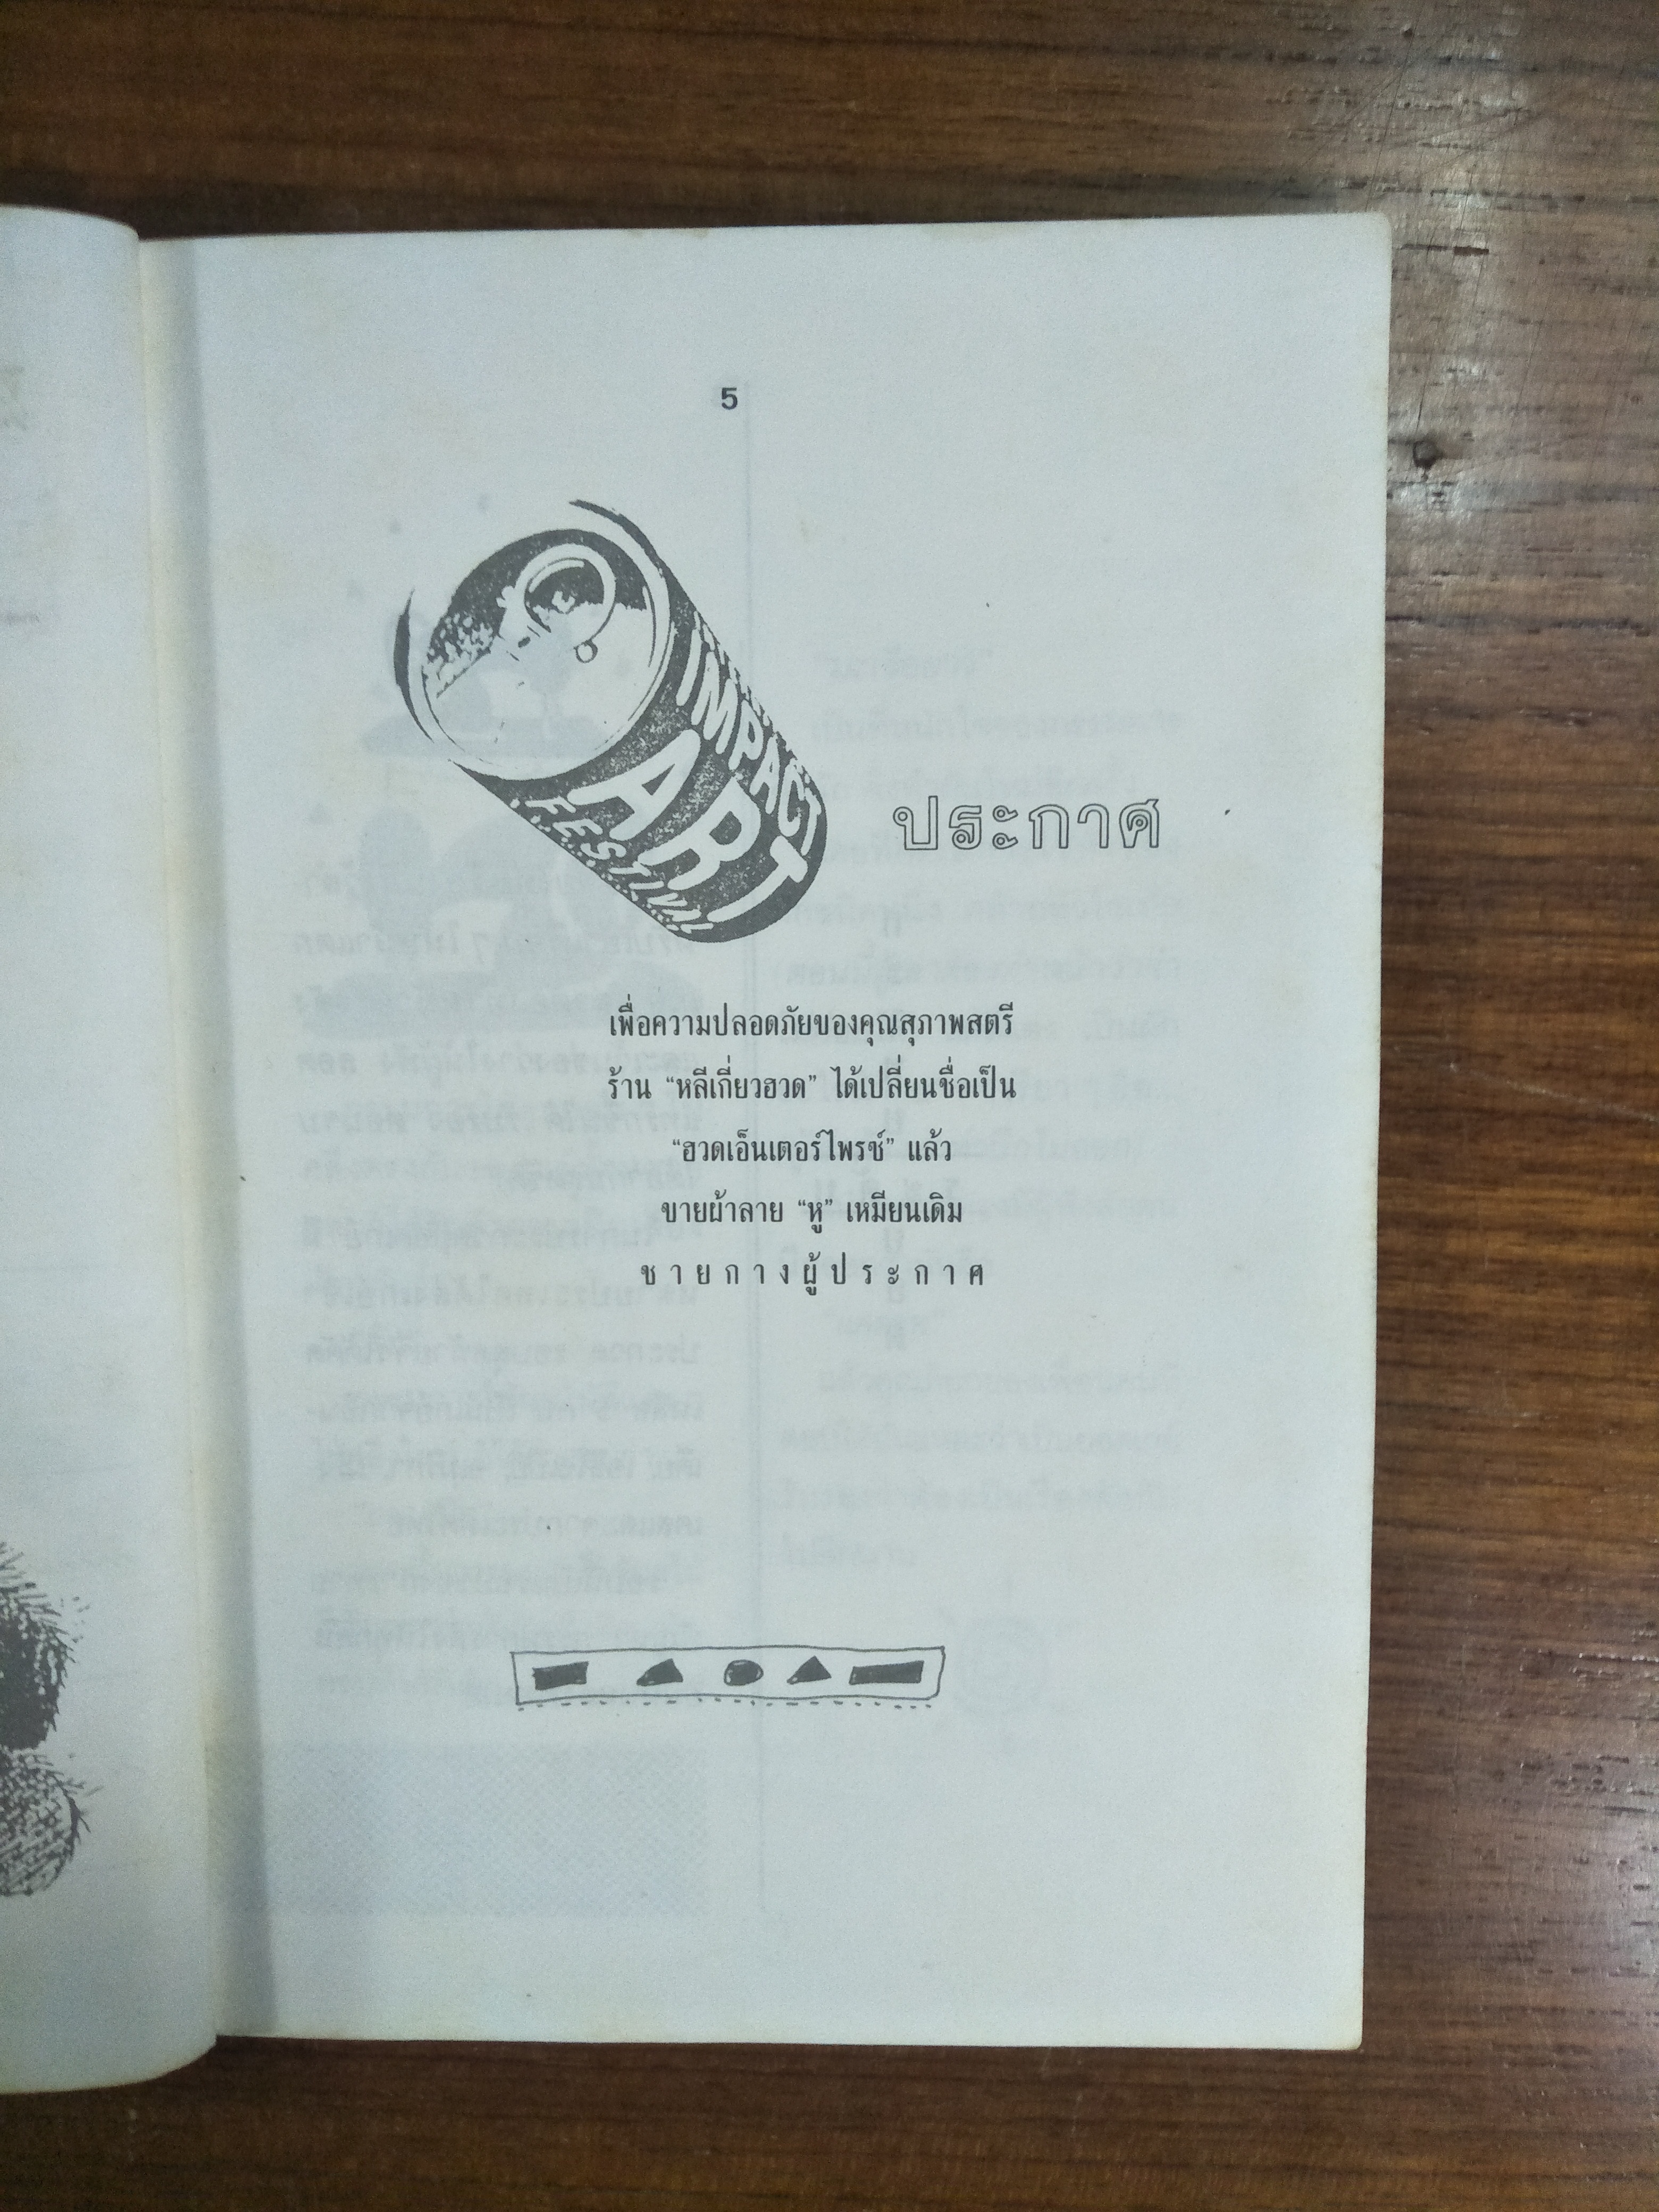 5
IMPACT
ART
F.E.S.T.I.V.A.L
ประกาศ
เพื่อความปลอดภัยของคุณสุภาพสตรี
ร้าน “หลีเกี่ยวฮวด” ได้เปลี่ยนชื่อเป็น
“ฮวดเอ็นเตอร์ไพรซ์” แล้ว
ขายผ้าลาย “หู” เหมียนเดิม
ชายกางผู้ประกาศ